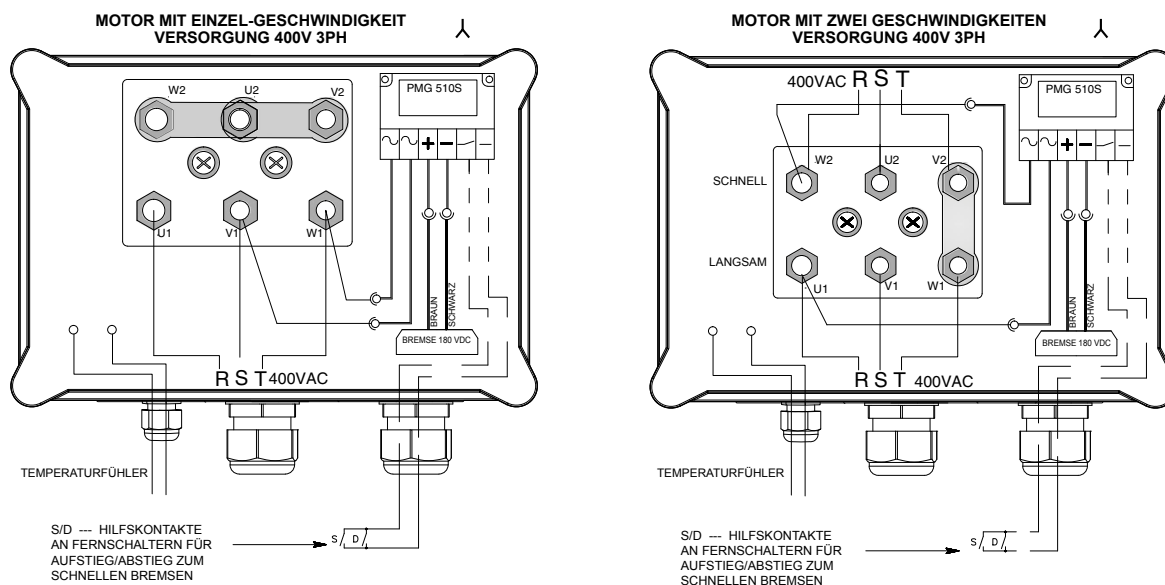 MOTOR MIT EINZEL-GESCHWINDIGKEIT
VERSORGUNG 400V 3PH
W2
U2
V2
PMG 510S
+
−
U1
V1
W1
BRAUN
SCHWARZ
BREMSE 180 VDC
R S T 400VAC
TEMPERATURFÜHLER
S/D --- HILFSKONTAKTE
AN FERNSCHALTERN FÜR
AUFSTIEG/ABSTIEG ZUM
SCHNELLEN BREMSEN
S
D
MOTOR MIT ZWEI GESCHWINDIGKEITEN
VERSORGUNG 400V 3PH
400VAC R S T
PMG 510S
+
−
W2
U2
V2
SCHNELL
LANGSAM
U1
V1
W1
BRAUN
SCHWARZ
BREMSE 180 VDC
R S T 400VAC
TEMPERATURFÜHLER
S/D --- HILFSKONTAKTE
AN FERNSCHALTERN FÜR
AUFSTIEG/ABSTIEG ZUM
SCHNELLEN BREMSEN
S
D